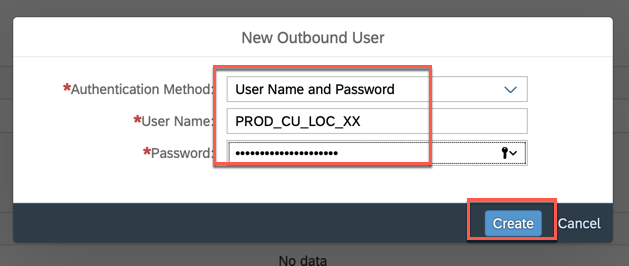 New Outbound User
*Authentication Method: User Name and Password
*User Name: PROD_CU_LOC_XX
*Password: •••••••••••••••••••••
Create Cancel
No data